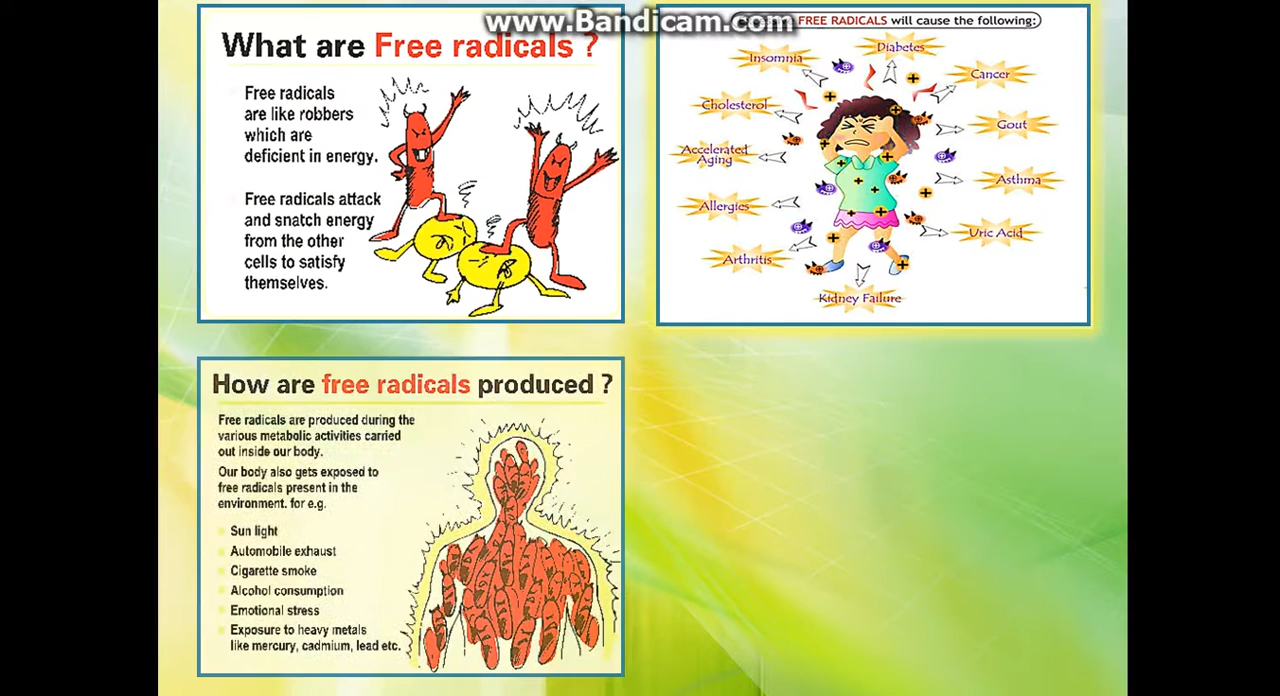 www.Bandicam.com
What are Free radicals ?
Free radicals
are like robbers
which are
deficient in energy.
Free radicals attack
and snatch energy
from the other
cells to satisfy
themselves.
FREE RADICALS will cause the following:
Insomnia
Diabetes
Cancer
Cholesterol
Gout
Accelerated
Aging
Asthma
Allergies
Uric Acid
Arthritis
Kidney Failure
How are free radicals produced ?
Free radicals are produced during the
various metabolic activities carried
out inside our body.
Our body also gets exposed to
free radicals present in the
environment. for e.g.
Sun light
Automobile exhaust
Cigarette smoke
Alcohol consumption
Emotional stress
Exposure to heavy metals
like mercury, cadmium, lead etc.